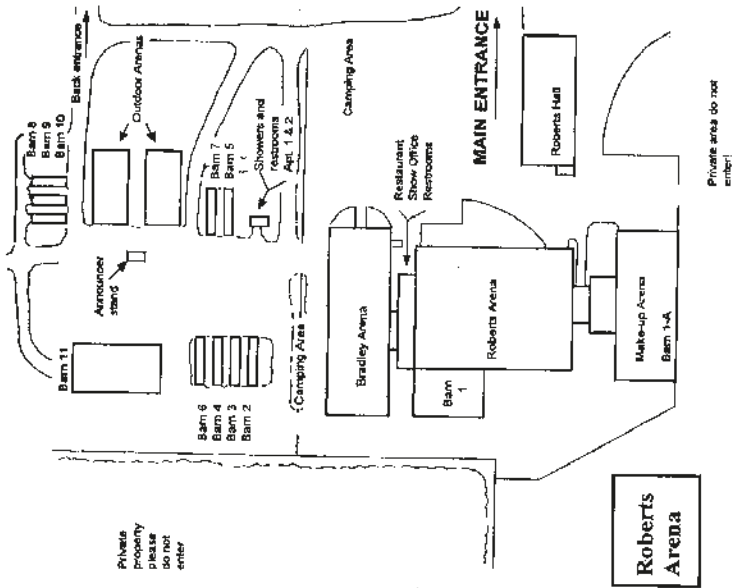 Back entrance
Outdoor Arenas
Barn 8
Barn 9
Barn 10
Barn 7
Barn 5
Showers and
restrooms
Apt. 1 & 2
Announcer
stand
Barn 11
Barn 6
Barn 4
Barn 3
Barn 2
Camping Area
Camping Area
MAIN ENTRANCE
Roberts Hall
Restaurant
Show Office
Restrooms
Bradley Arena
Roberts Arena
Barn
1
Make-up Arena
Barn 1-A
Private area do not
enter!
Private
property
please
do not
enter
Roberts
Arena